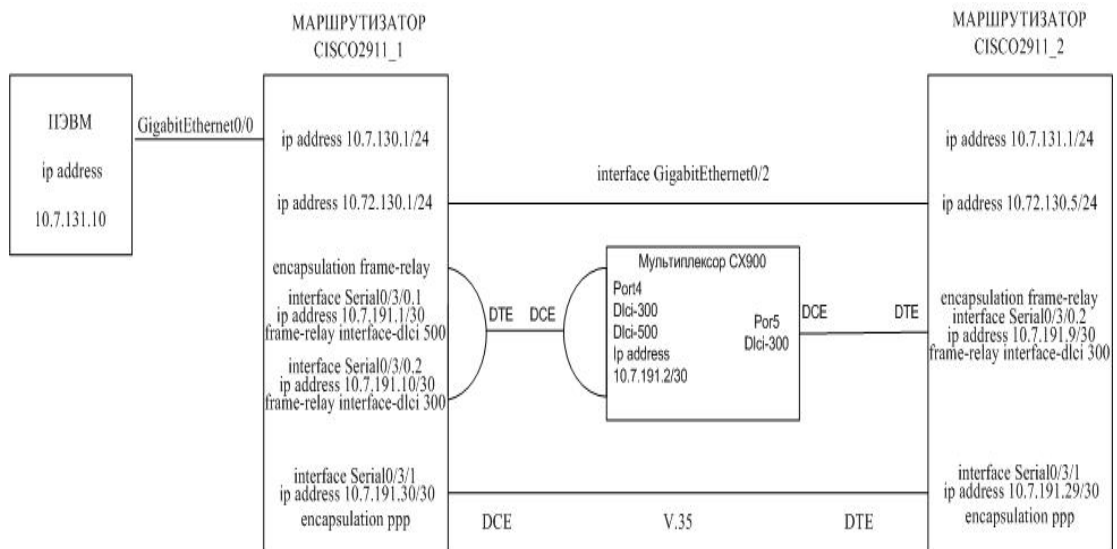 МАРШРУТИЗАТОР
CISCO2911_1
МАРШРУТИЗАТОР
CISCO2911_2
ПЭВМ
ip address
10.7.131.10
GigabitEthernet0/0
ip address 10.7.130.1/24
ip address 10.72.130.1/24
encapsulation frame-relay
interface Serial0/3/0.1
ip address 10.7.191.1/30
frame-relay interface-dlci 500
interface Serial0/3/0.2
ip address 10.7.191.10/30
frame-relay interface-dlci 300
interface Serial0/3/1
ip address 10.7.191.30/30
encapsulation ppp
interface GigabitEthernet0/2
DTE
DCE
Мультиплексор CX900
Port4
Dlci-300
Dlci-500
Ip address
10.7.191.2/30
Por5
Dlci-300
DCE
DTE
DCE
V.35
DTE
ip address 10.7.131.1/24
ip address 10.72.130.5/24
encapsulation frame-relay
interface Serial0/3/0.2
ip address 10.7.191.9/30
frame-relay interface-dlci 300
interface Serial0/3/1
ip address 10.7.191.29/30
encapsulation ppp